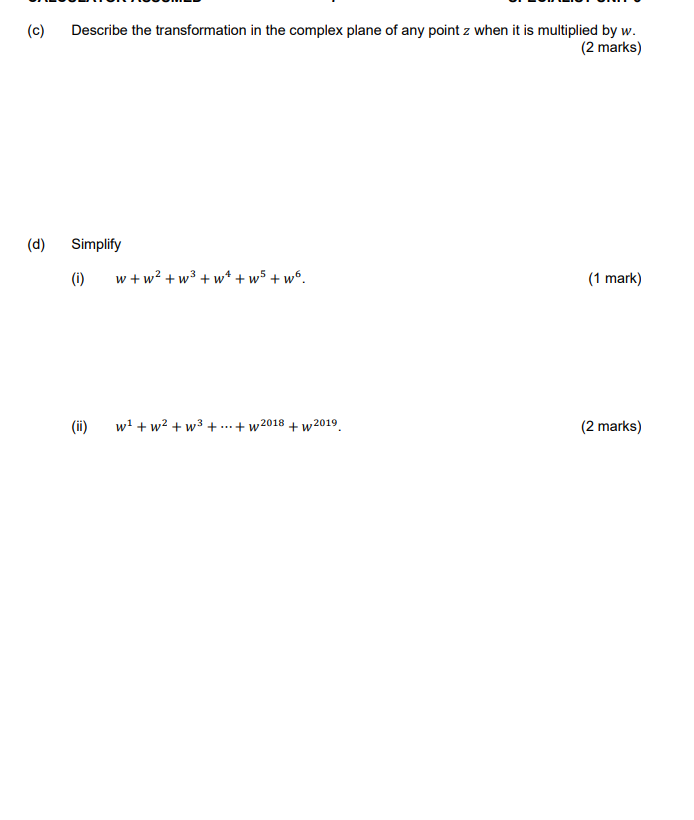 (c) Describe the transformation in the complex plane of any point z when it is multiplied by w.
(2 marks)
(d) Simplify
(i) w + w² + w³ + w⁴ + w⁵ + w⁶. (1 mark)
(ii) w¹ + w² + w³ + ⋯ + w²⁰¹⁸ + w²⁰¹⁹. (2 marks)